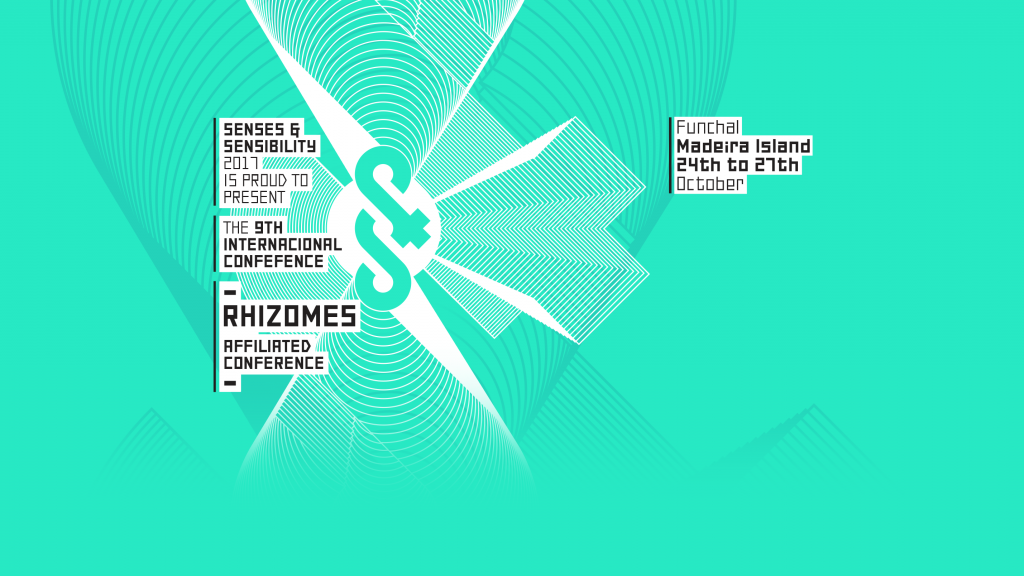 SENSES &
SENSIBILITY
2017
IS PROUD TO
PRESENT
THE 9TH
INTERNACIONAL
CONFEFENCE
–
RHIZOMES
AFFILIATED
CONFERENCE
–
Funchal
Madeira Island
24th to 27th
October